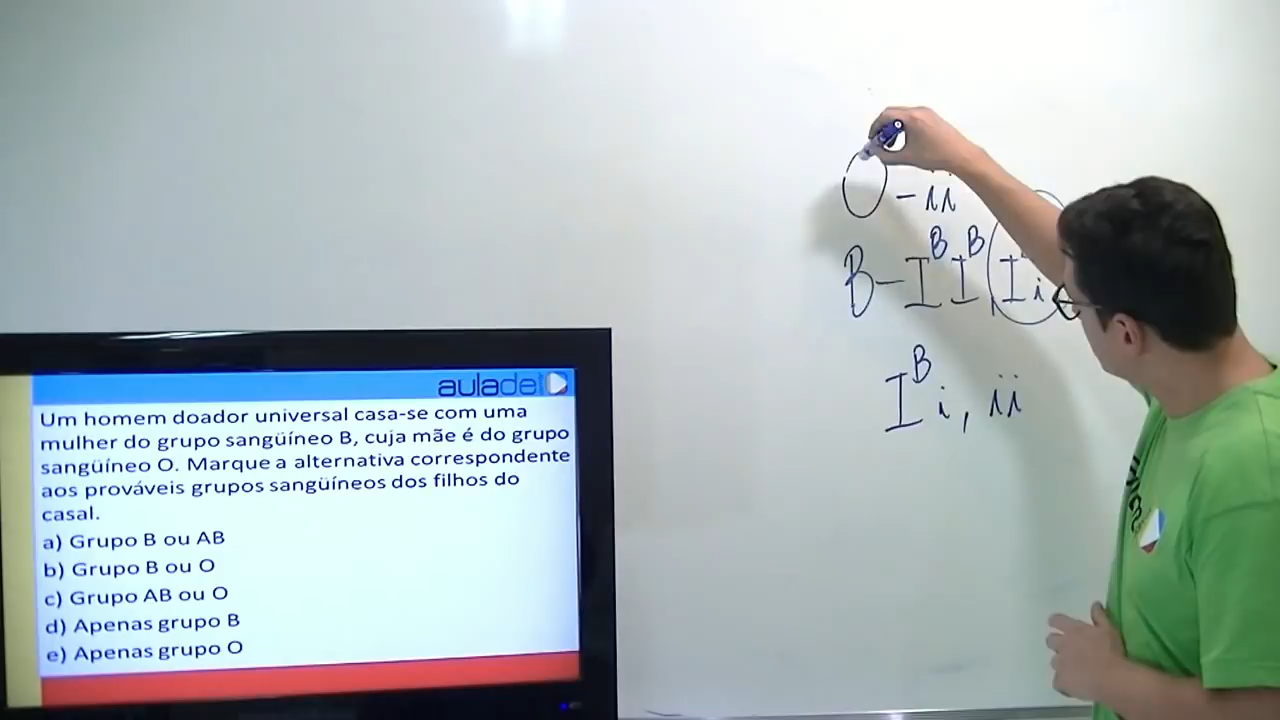 auladetudo
Um homem doador universal casa-se com uma
mulher do grupo sangüíneo B, cuja mãe é do grupo
sangüíneo O. Marque a alternativa correspondente
aos prováveis grupos sangüíneos dos filhos do
casal.
a) Grupo B ou AB
b) Grupo B ou O
c) Grupo AB ou O
d) Apenas grupo B
e) Apenas grupo O
O - ii
B - I^B I^B, I^B i
I^B i, ii